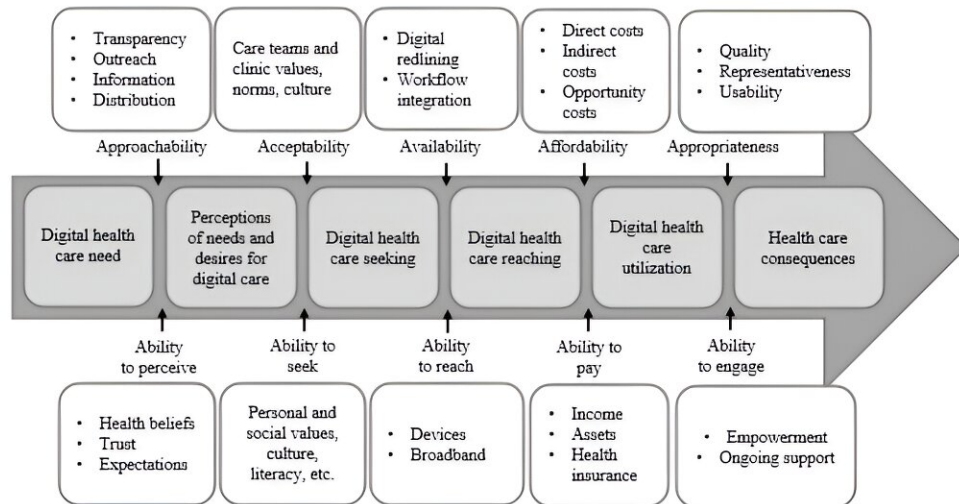 • Transparency
• Outreach
• Information
• Distribution
Care teams and
clinic values,
norms, culture
• Digital
redlining
• Workflow
integration
• Direct costs
• Indirect
costs
• Opportunity
costs
• Quality
• Representativeness
• Usability
Approachability
Acceptability
Availability
Affordability
Appropriateness
Digital health
care need
Perceptions
of needs and
desires for
digital care
Digital health
care seeking
Digital health
care reaching
Digital health
care
utilization
Health care
consequences
Ability
to perceive
Ability to
seek
Ability
to reach
Ability to
pay
Ability
to engage
• Health beliefs
• Trust
• Expectations
Personal and
social values,
culture,
literacy, etc.
• Devices
• Broadband
• Income
• Assets
• Health
insurance
• Empowerment
• Ongoing support